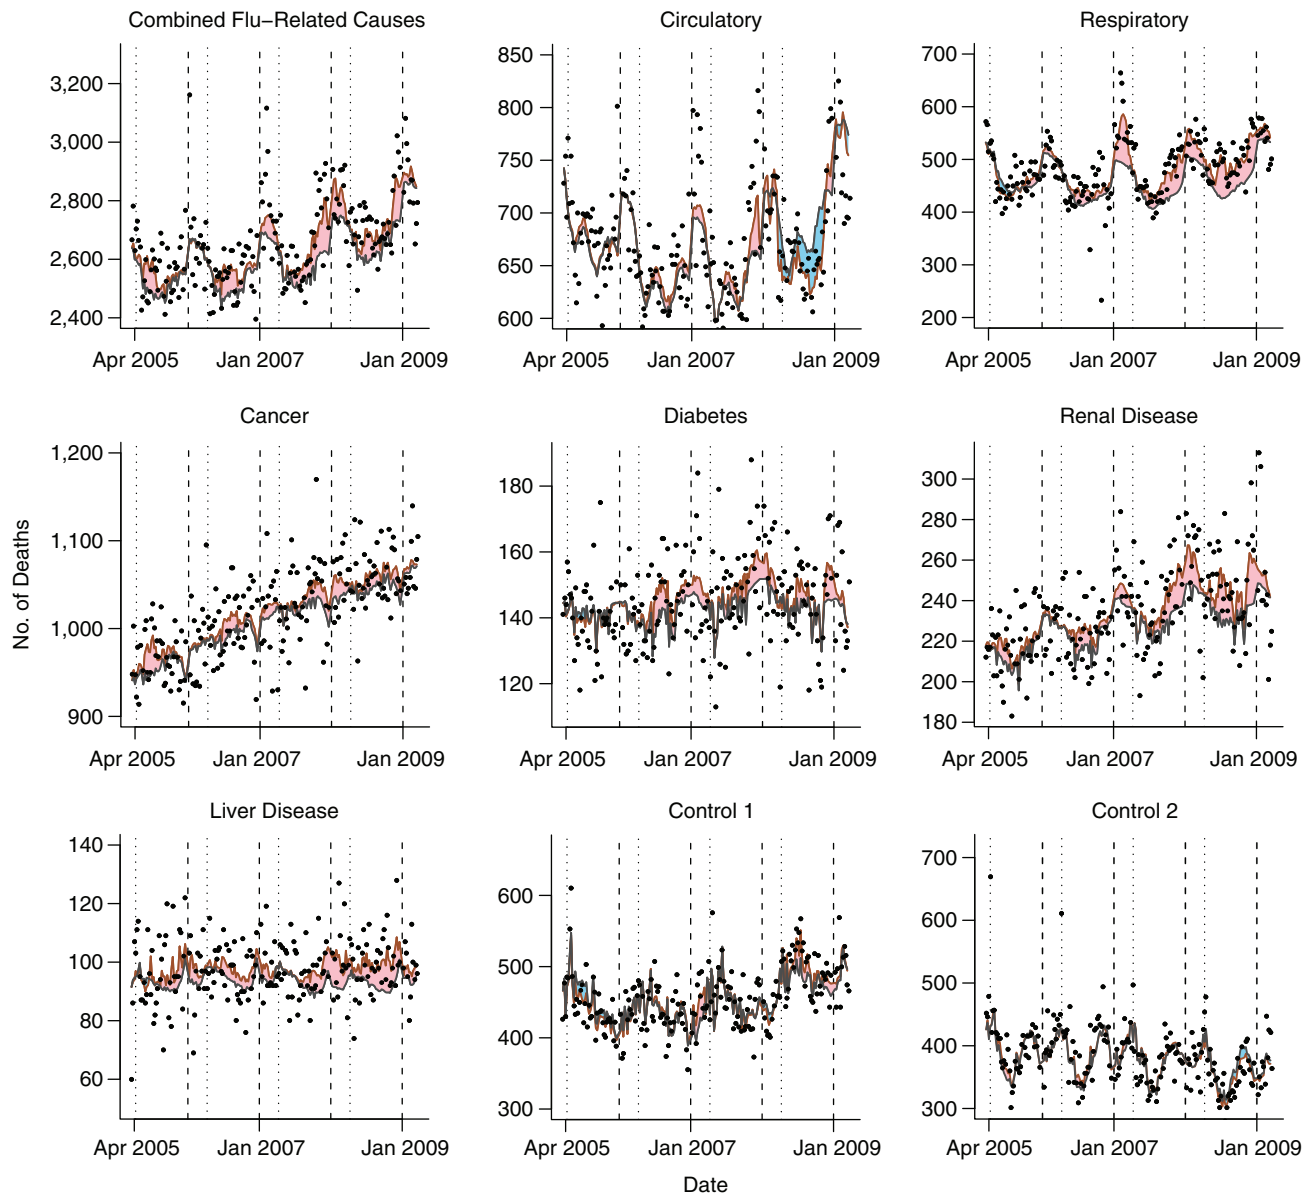 Combined Flu−Related Causes
3,200
3,000
2,800
2,600
2,400
Apr 2005 Jan 2007 Jan 2009
Circulatory
850
800
750
700
650
600
Apr 2005 Jan 2007 Jan 2009
Respiratory
700
600
500
400
300
200
Apr 2005 Jan 2007 Jan 2009
No. of Deaths
Cancer
1,200
1,100
1,000
900
Apr 2005 Jan 2007 Jan 2009
Diabetes
180
160
140
120
Apr 2005 Jan 2007 Jan 2009
Renal Disease
300
280
260
240
220
200
180
Apr 2005 Jan 2007 Jan 2009
Liver Disease
140
120
100
80
60
Apr 2005 Jan 2007 Jan 2009
Control 1
600
500
400
300
Apr 2005 Jan 2007 Jan 2009
Control 2
700
600
500
400
300
Apr 2005 Jan 2007 Jan 2009
Date